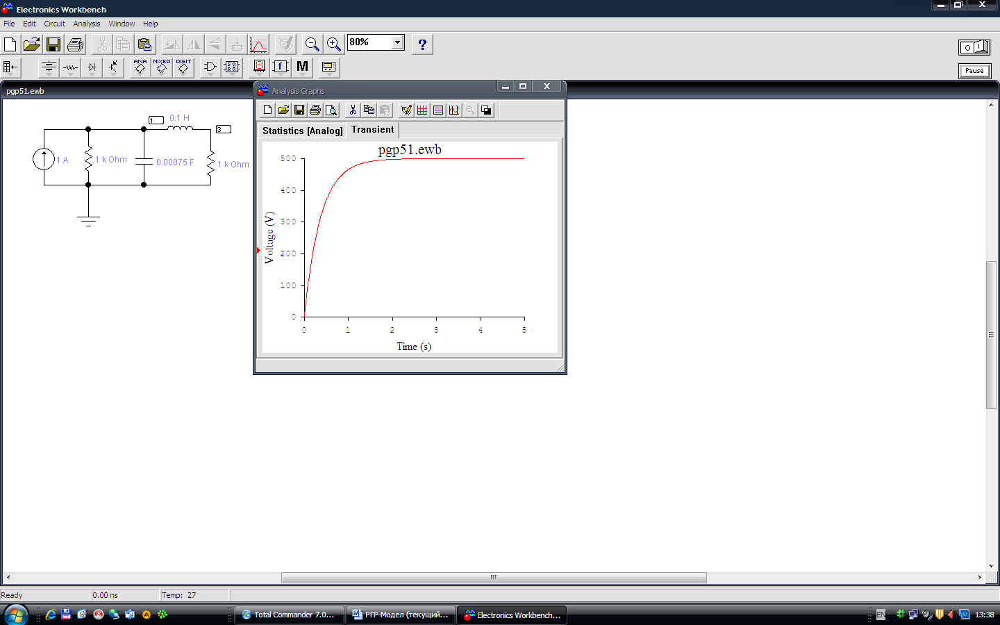 Electronics Workbench
File Edit Circuit Analysis Window Help
80%
?
ANA MIXED DIGIT
f M
Pause
pgp51.ewb
Analysis Graphs
Statistics [Analog] Transient
pgp51.ewb
500
400
300
200
100
0
Voltage (V)
0 1 2 3 4 5
Time (s)
1 0.1 H
3
1 A
1 k Ohm
0.00075 F
1 k Ohm
Ready 0.00 ns Temp: 27
Total Commander 7.0... РГР-Модел (текущий... Electronics Workbench... EN 13:38